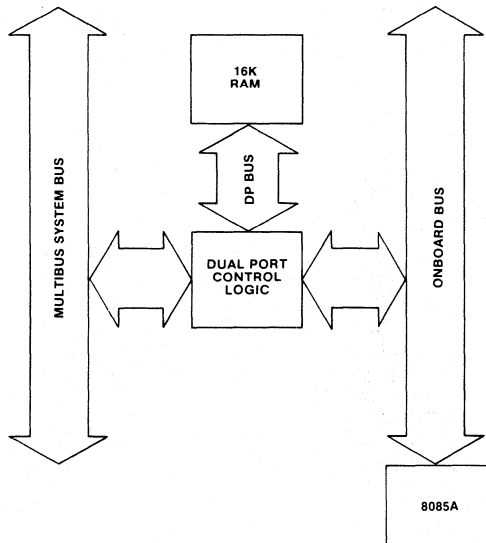 16K
RAM
MULTIBUS SYSTEM BUS
DP BUS
ONBOARD BUS
DUAL PORT
CONTROL
LOGIC
8085A